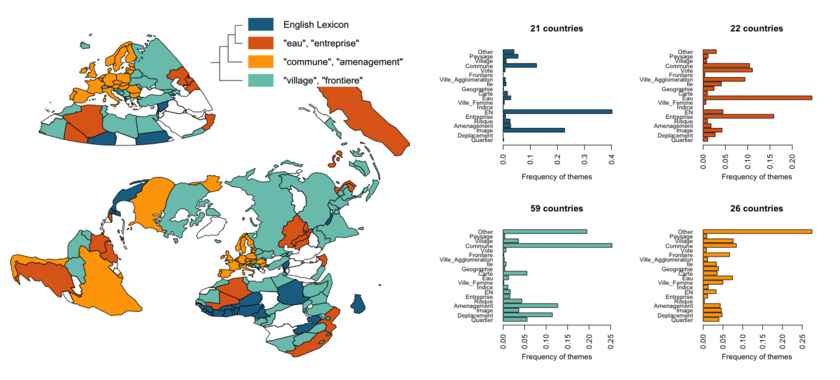 English Lexicon
"eau", "entreprise"
"commune", "amenagement"
"village", "frontiere"
21 countries
Other
Paysage
Village
Commune
Vote
Frontiere
Ville_Agglomeration
Ile
Geographie
Carte
Eau
Ville_Femme
Indice
EN
Entreprise
Risque
Amenagement
Image
Deplacement
Quartier
0.0 0.1 0.2 0.3 0.4
Frequency of themes
22 countries
Other
Paysage
Village
Commune
Vote
Frontiere
Ville_Agglomeration
Ile
Geographie
Carte
Eau
Ville_Femme
Indice
EN
Entreprise
Risque
Amenagement
Image
Deplacement
Quartier
0.00 0.05 0.10 0.15 0.20
Frequency of themes
59 countries
Other
Paysage
Village
Commune
Vote
Frontiere
Ville_Agglomeration
Ile
Geographie
Carte
Eau
Ville_Femme
Indice
EN
Entreprise
Risque
Amenagement
Image
Deplacement
Quartier
0.00 0.05 0.10 0.15 0.20 0.25
Frequency of themes
26 countries
Other
Paysage
Village
Commune
Vote
Frontiere
Ville_Agglomeration
Ile
Geographie
Carte
Eau
Ville_Femme
Indice
EN
Entreprise
Risque
Amenagement
Image
Deplacement
Quartier
0.00 0.05 0.10 0.15 0.20 0.25
Frequency of themes